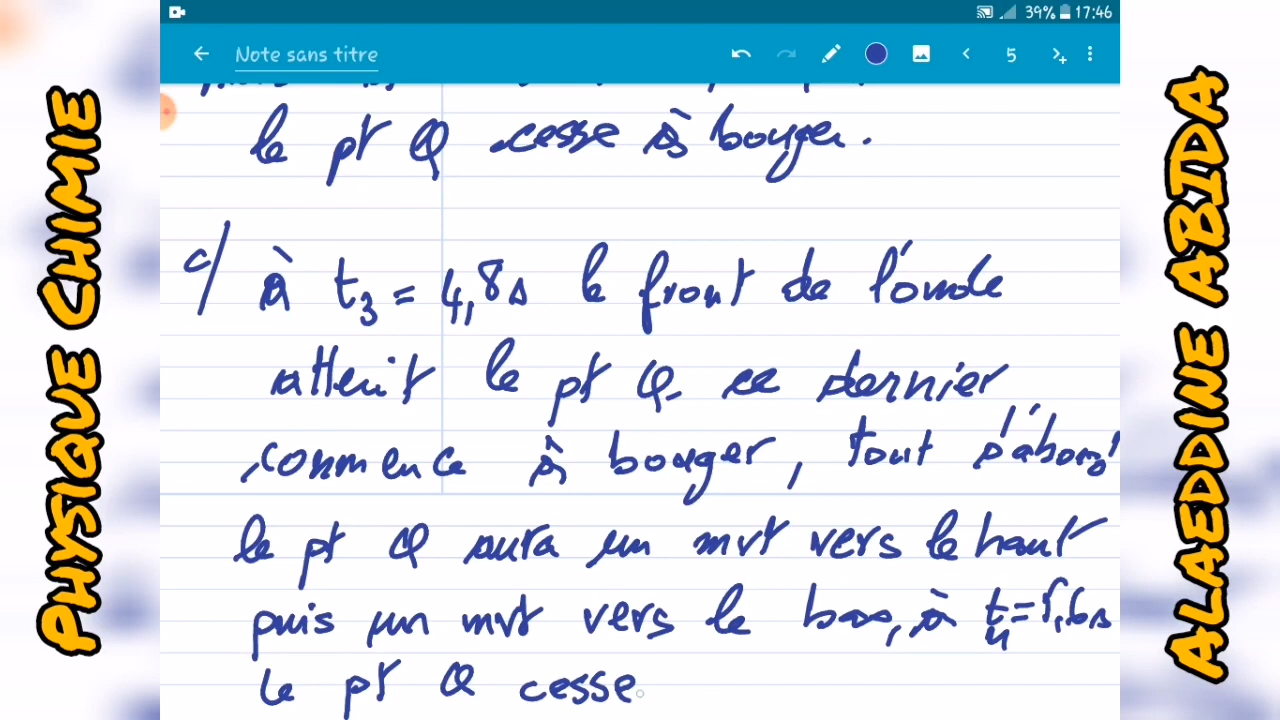 39% 17:46
Note sans titre
5
PHYSIQUE CHIMIE
le pt Q cesse à bouger.
c/ à t3 = 4,8s le front de l'onde
atteint le pt Q. ce dernier
commence à bouger, tout d'abord
le pt Q aura un mvt vers le haut
puis un mvt vers le bas, à t4 = 5,6s
le pt Q cesse
ALAEDDINE ABIDA